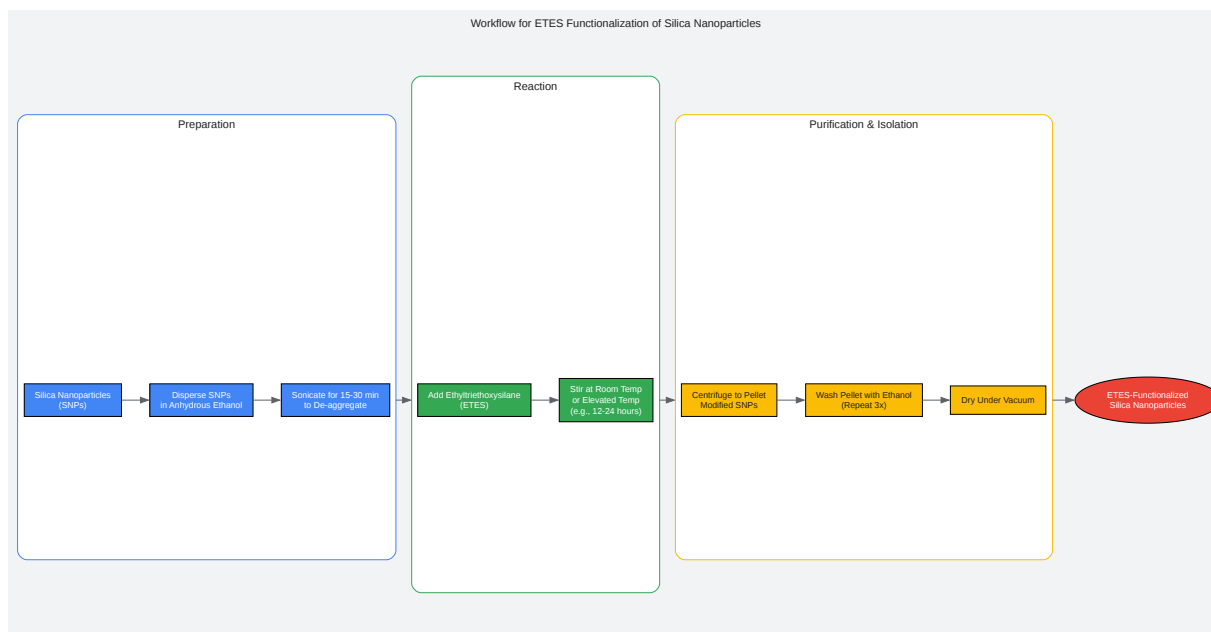 Workflow for ETES Functionalization of Silica Nanoparticles
Preparation
Silica Nanoparticles
(SNPs)
Disperse SNPs
in Anhydrous Ethanol
Sonicate for 15-30 min
to De-aggregate
Reaction
Add Ethyltriethoxysilane
(ETES)
Stir at Room Temp
or Elevated Temp
(e.g., 12-24 hours)
Purification & Isolation
Centrifuge to Pellet
Modified SNPs
Wash Pellet with Ethanol
(Repeat 3x)
Dry Under Vacuum
ETES-Functionalized
Silica Nanoparticles